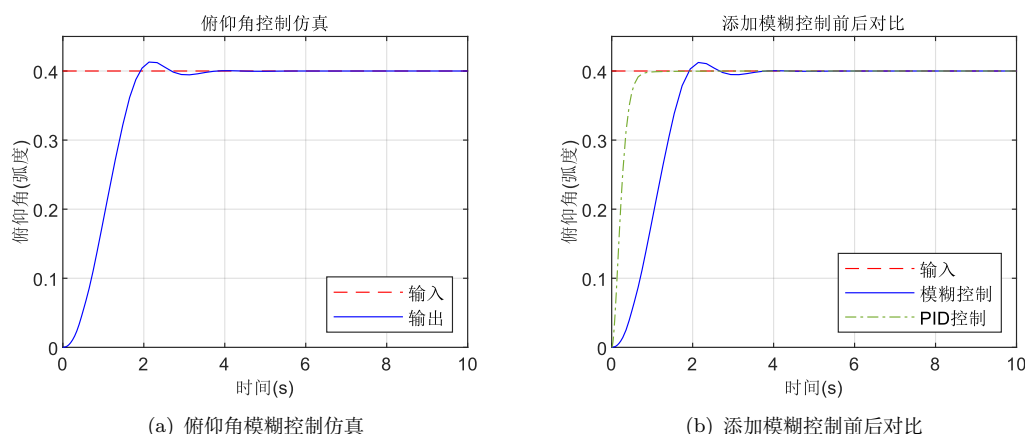 俯仰角控制仿真
俯仰角(弧度)
0.4
0.3
0.2
0.1
0
0 2 4 6 8 10
时间(s)
输入
输出
(a) 俯仰角模糊控制仿真
添加模糊控制前后对比
俯仰角(弧度)
0.4
0.3
0.2
0.1
0
0 2 4 6 8 10
时间(s)
输入
模糊控制
PID控制
(b) 添加模糊控制前后对比